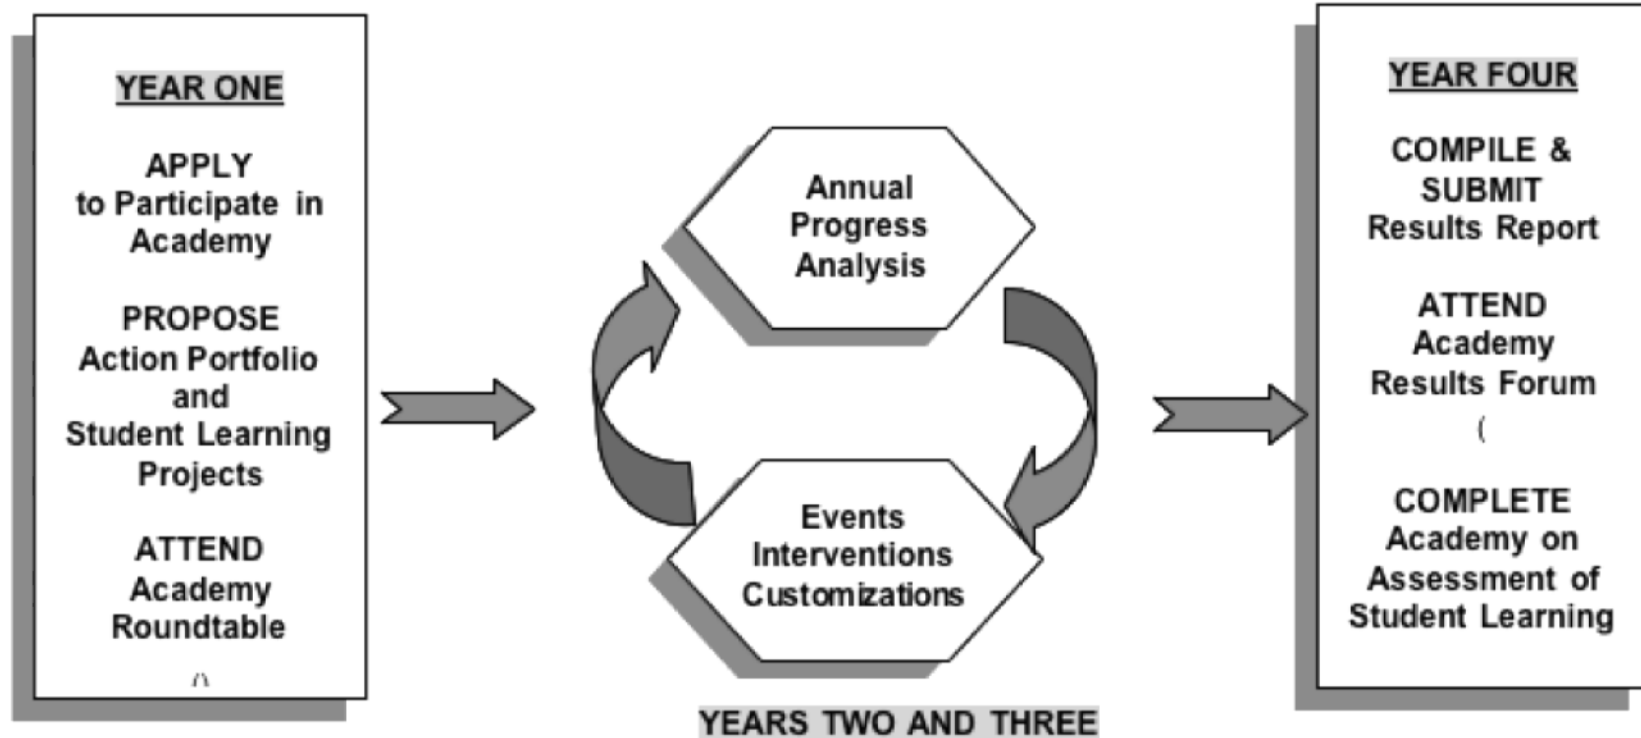 YEAR ONE
APPLY
to Participate in
Academy
PROPOSE
Action Portfolio
and
Student Learning
Projects
ATTEND
Academy
Roundtable
()
Annual
Progress
Analysis
Events
Interventions
Customizations
YEARS TWO AND THREE
YEAR FOUR
COMPILE &
SUBMIT
Results Report
ATTEND
Academy
Results Forum
(
COMPLETE
Academy on
Assessment of
Student Learning